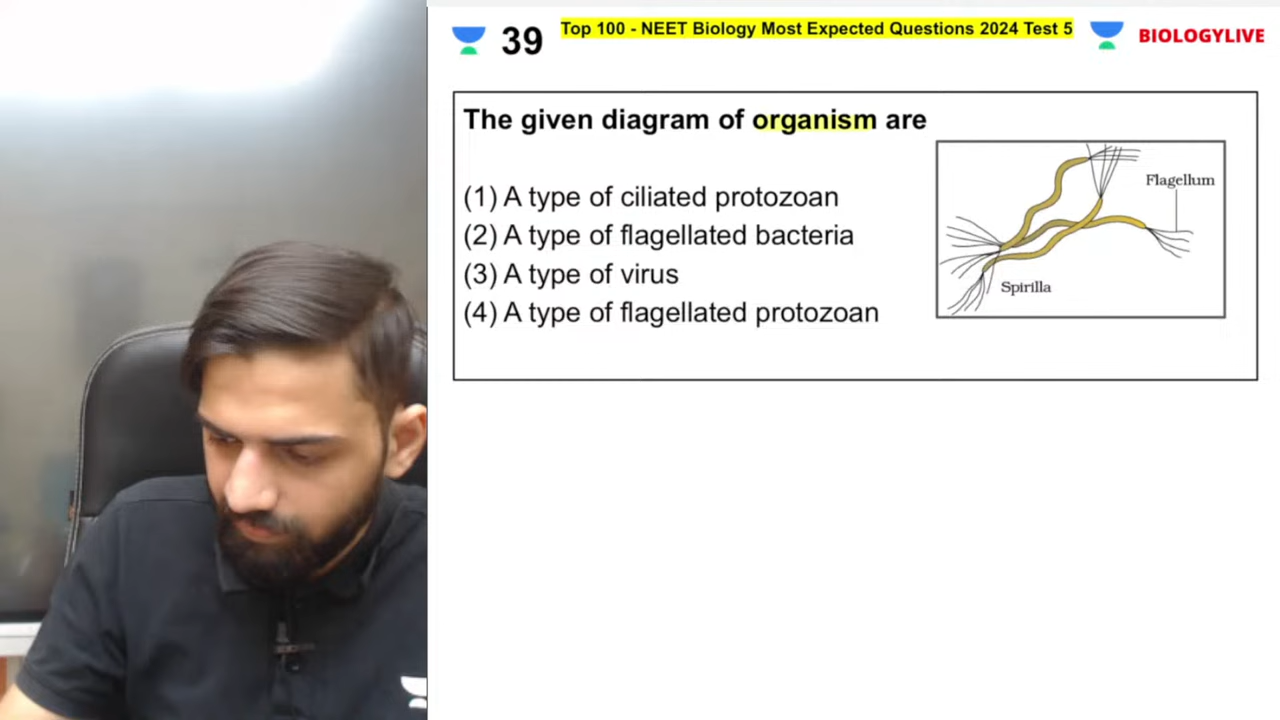 39
Top 100 - NEET Biology Most Expected Questions 2024 Test 5
BIOLOGYLIVE
The given diagram of organism are
(1) A type of ciliated protozoan
(2) A type of flagellated bacteria
(3) A type of virus
(4) A type of flagellated protozoan
Flagellum
Spirilla